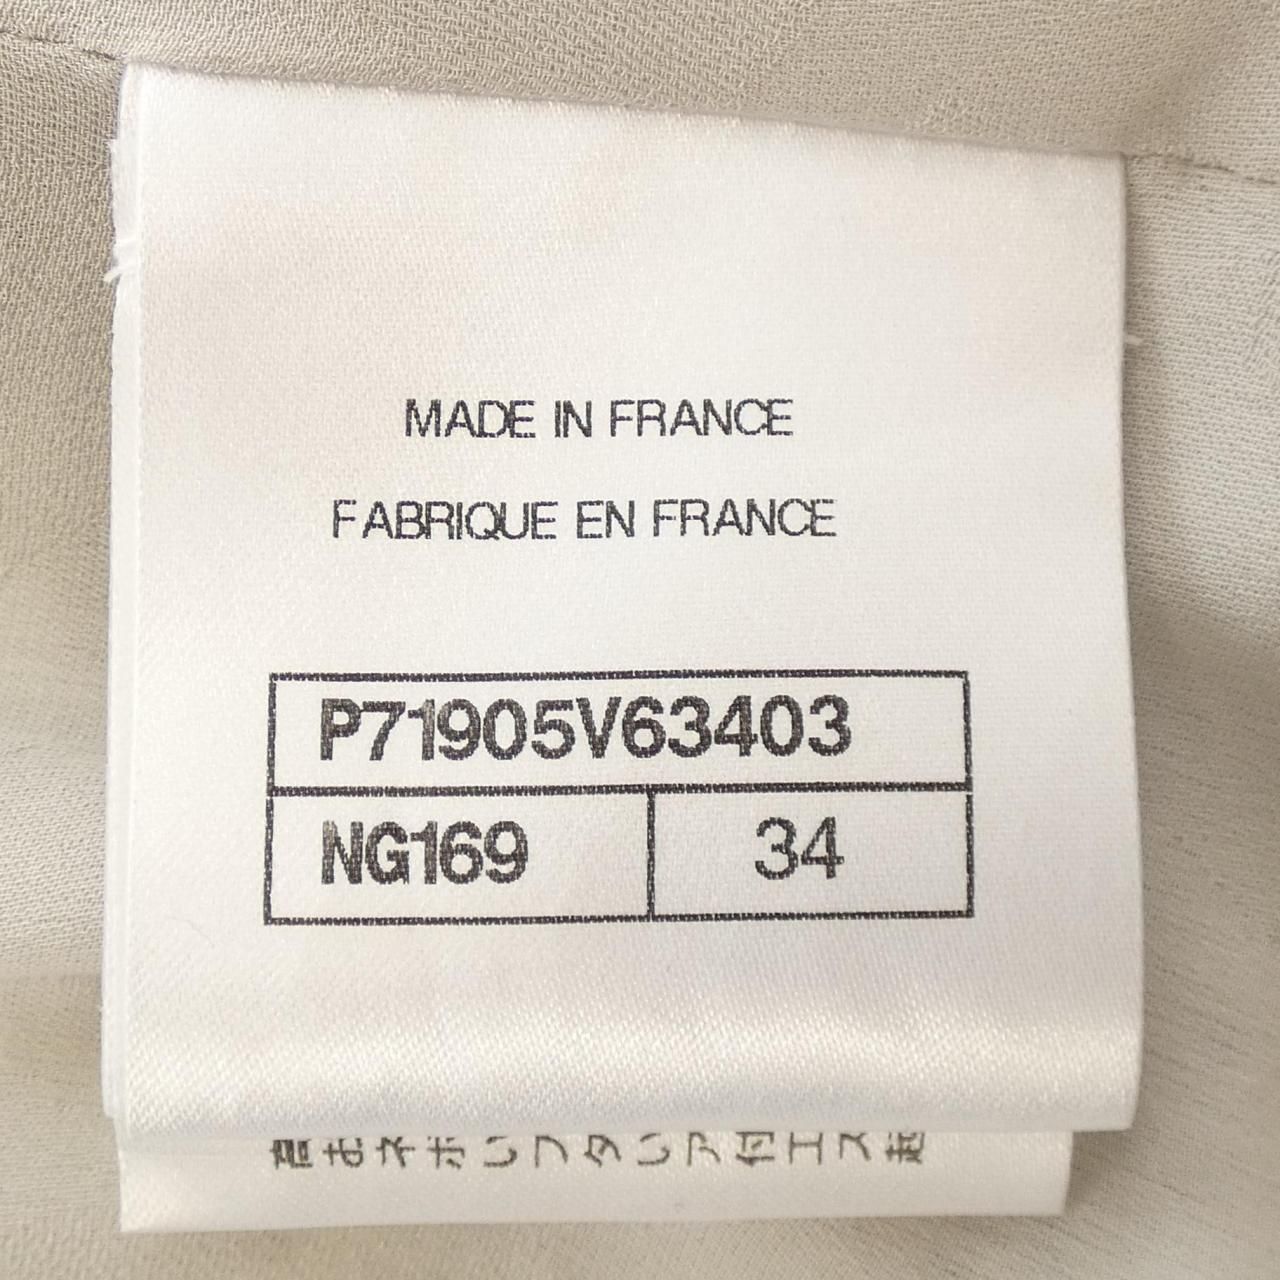 MADE IN FRANCE
FABRIQUE EN FRANCE
P71905V63403
NG169
34